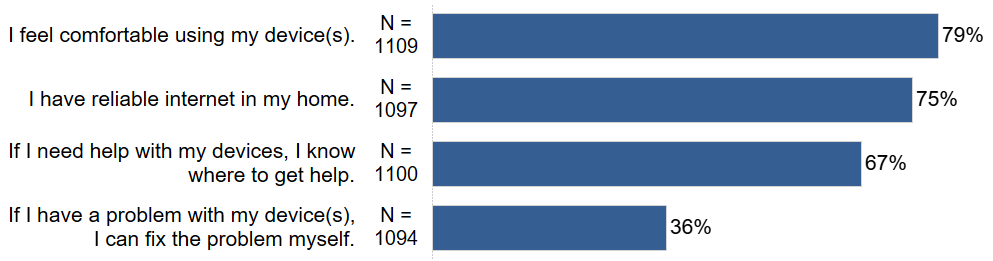 I feel comfortable using my device(s).
N =
1109
79%
I have reliable internet in my home.
N =
1097
75%
If I need help with my devices, I know
where to get help.
N =
1100
67%
If I have a problem with my device(s),
I can fix the problem myself.
N =
1094
36%